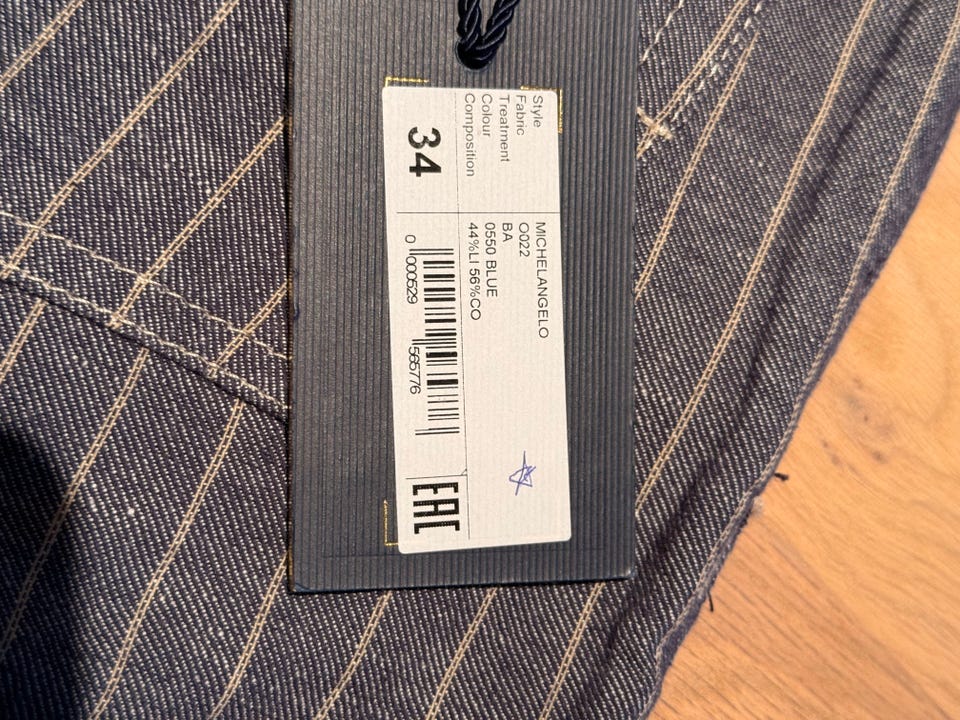 Style MICHELANGELO
Fabric O022
Treatment BA
Colour 0550 BLUE
Composition 44%LI 56%CO
34
0 000529 565776
EAC